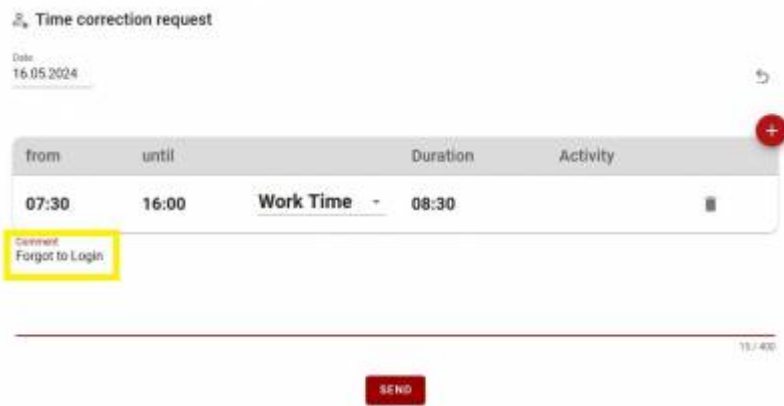 Time correction request
Date
16.05.2024
from until Duration Activity
07:30 16:00 Work Time 08:30
Comment
Forgot to Login
15 / 400
SEND